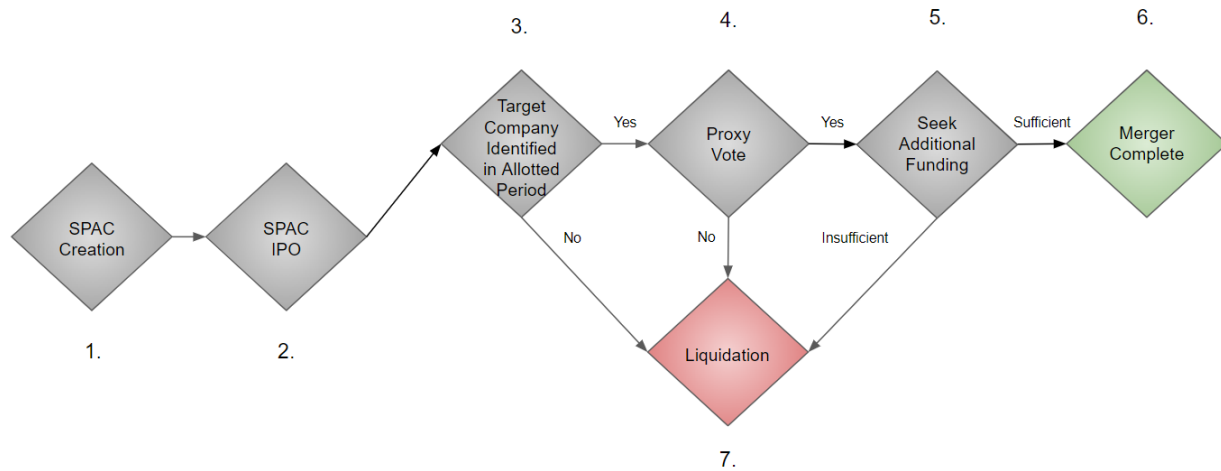 3.
4.
5.
6.
Target
Company
Identified
in Allotted
Period
Yes
Proxy
Vote
Yes
Seek
Additional
Funding
Sufficient
Merger
Complete
SPAC
Creation
SPAC
IPO
No
No
Insufficient
Liquidation
1.
2.
7.